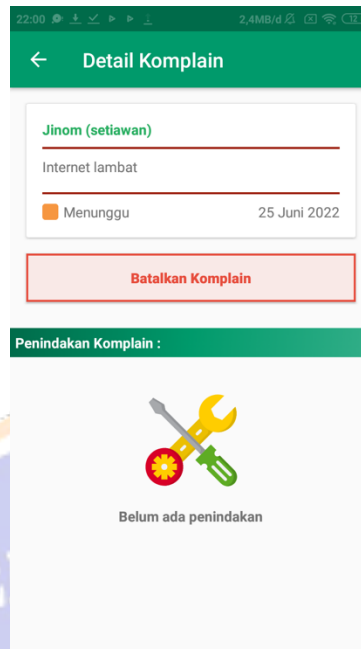 22:00 2,4MB/d
Detail Komplain
Jinom (setiawan)
Internet lambat
Menunggu 25 Juni 2022
Batalkan Komplain
Penindakan Komplain :
Belum ada penindakan